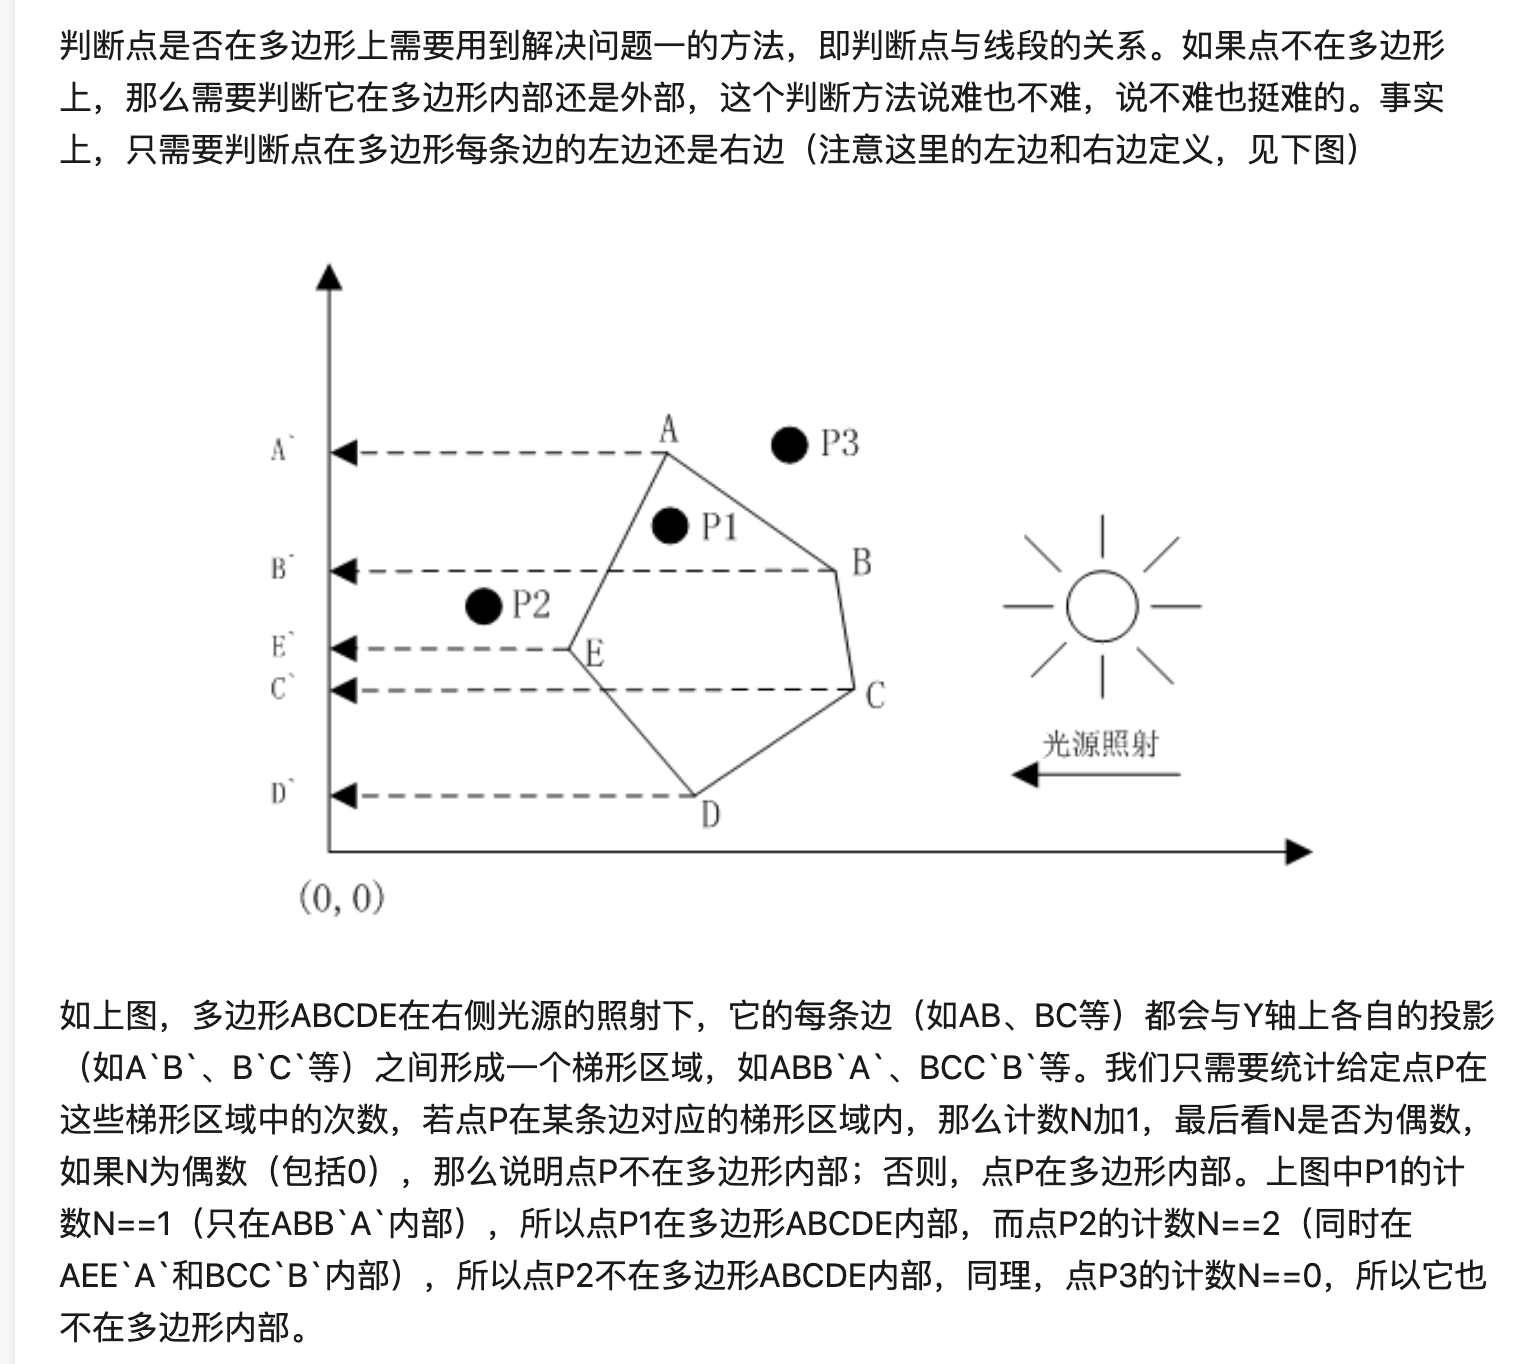 判断点是否在多边形上需要用到解决问题一的方法，即判断点与线段的关系。如果点不在多边形
上，那么需要判断它在多边形内部还是外部，这个判断方法说难也不难，说不难也挺难的。事实
上，只需要判断点在多边形每条边的左边还是右边（注意这里的左边和右边定义，见下图）
A`
A
P3
P1
B`
B
P2
E`
E
C`
C
光源照射
D`
D
(0, 0)
如上图，多边形ABCDE在右侧光源的照射下，它的每条边（如AB、BC等）都会与Y轴上各自的投影
（如A`B`、B`C`等）之间形成一个梯形区域，如ABB`A`、BCC`B`等。我们只需要统计给定点P在
这些梯形区域中的次数，若点P在某条边对应的梯形区域内，那么计数N加1，最后看N是否为偶数，
如果N为偶数（包括0），那么说明点P不在多边形内部；否则，点P在多边形内部。上图中P1的计
数N==1（只在ABB`A`内部），所以点P1在多边形ABCDE内部，而点P2的计数N==2（同时在
AEE`A`和BCC`B`内部），所以点P2不在多边形ABCDE内部，同理，点P3的计数N==0，所以它也
不在多边形内部。